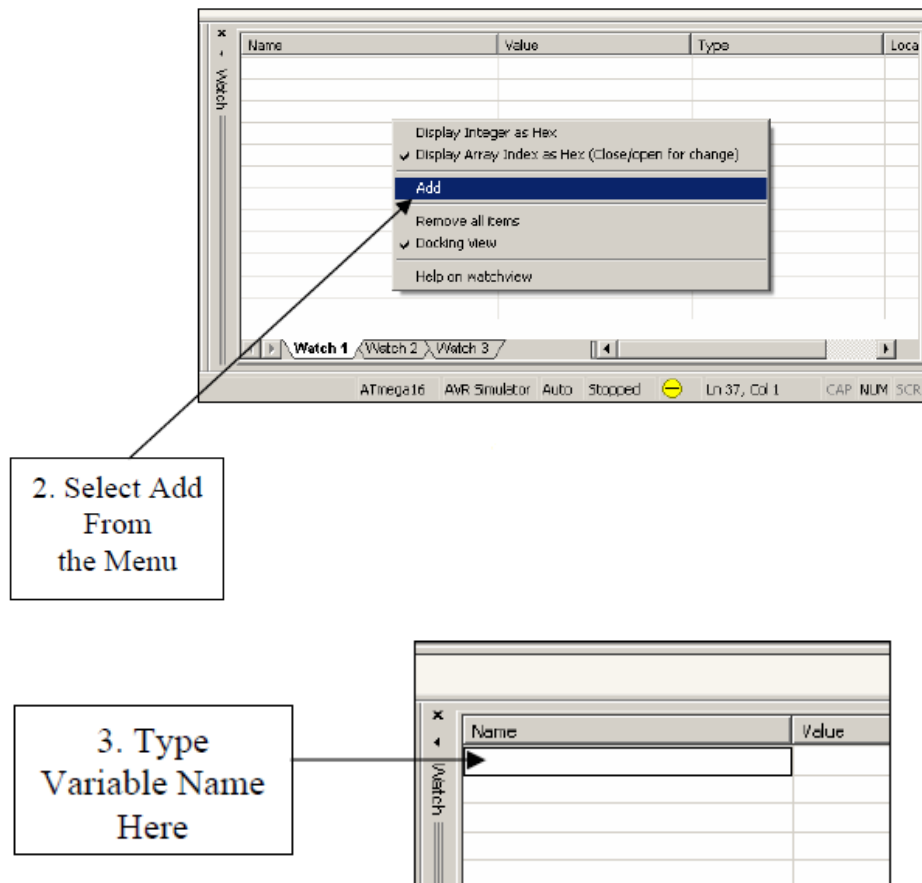 Name Value Type Loca
Watch
Display Integer as Hex
Display Array Index as Hex (Close/open for change)
Add
Remove all items
Docking View
Help on watchview
Watch 1 Watch 2 Watch 3
ATmega16 AVR Simulator Auto Stopped Ln 37, Col 1 CAP NUM SCR
2. Select Add
From
the Menu
Name Value
Watch
3. Type
Variable Name
Here